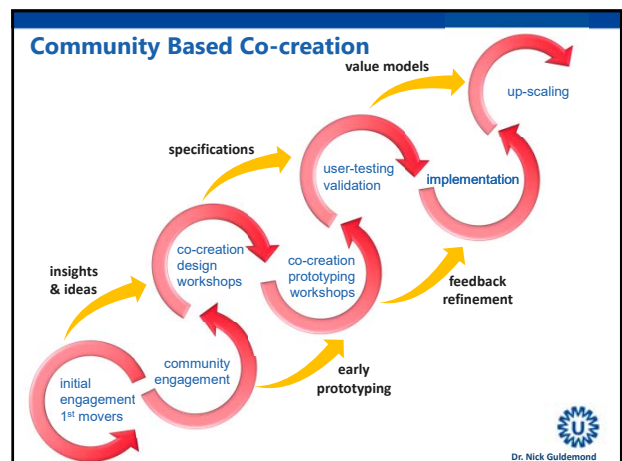 Community Based Co-creation
value models
up-scaling
specifications
user-testing
validation
implementation
co-creation
design
workshops
co-creation
prototyping
workshops
insights
& ideas
feedback
refinement
community
engagement
initial
engagement
1st movers
early
prototyping
U
Dr. Nick Guldemond